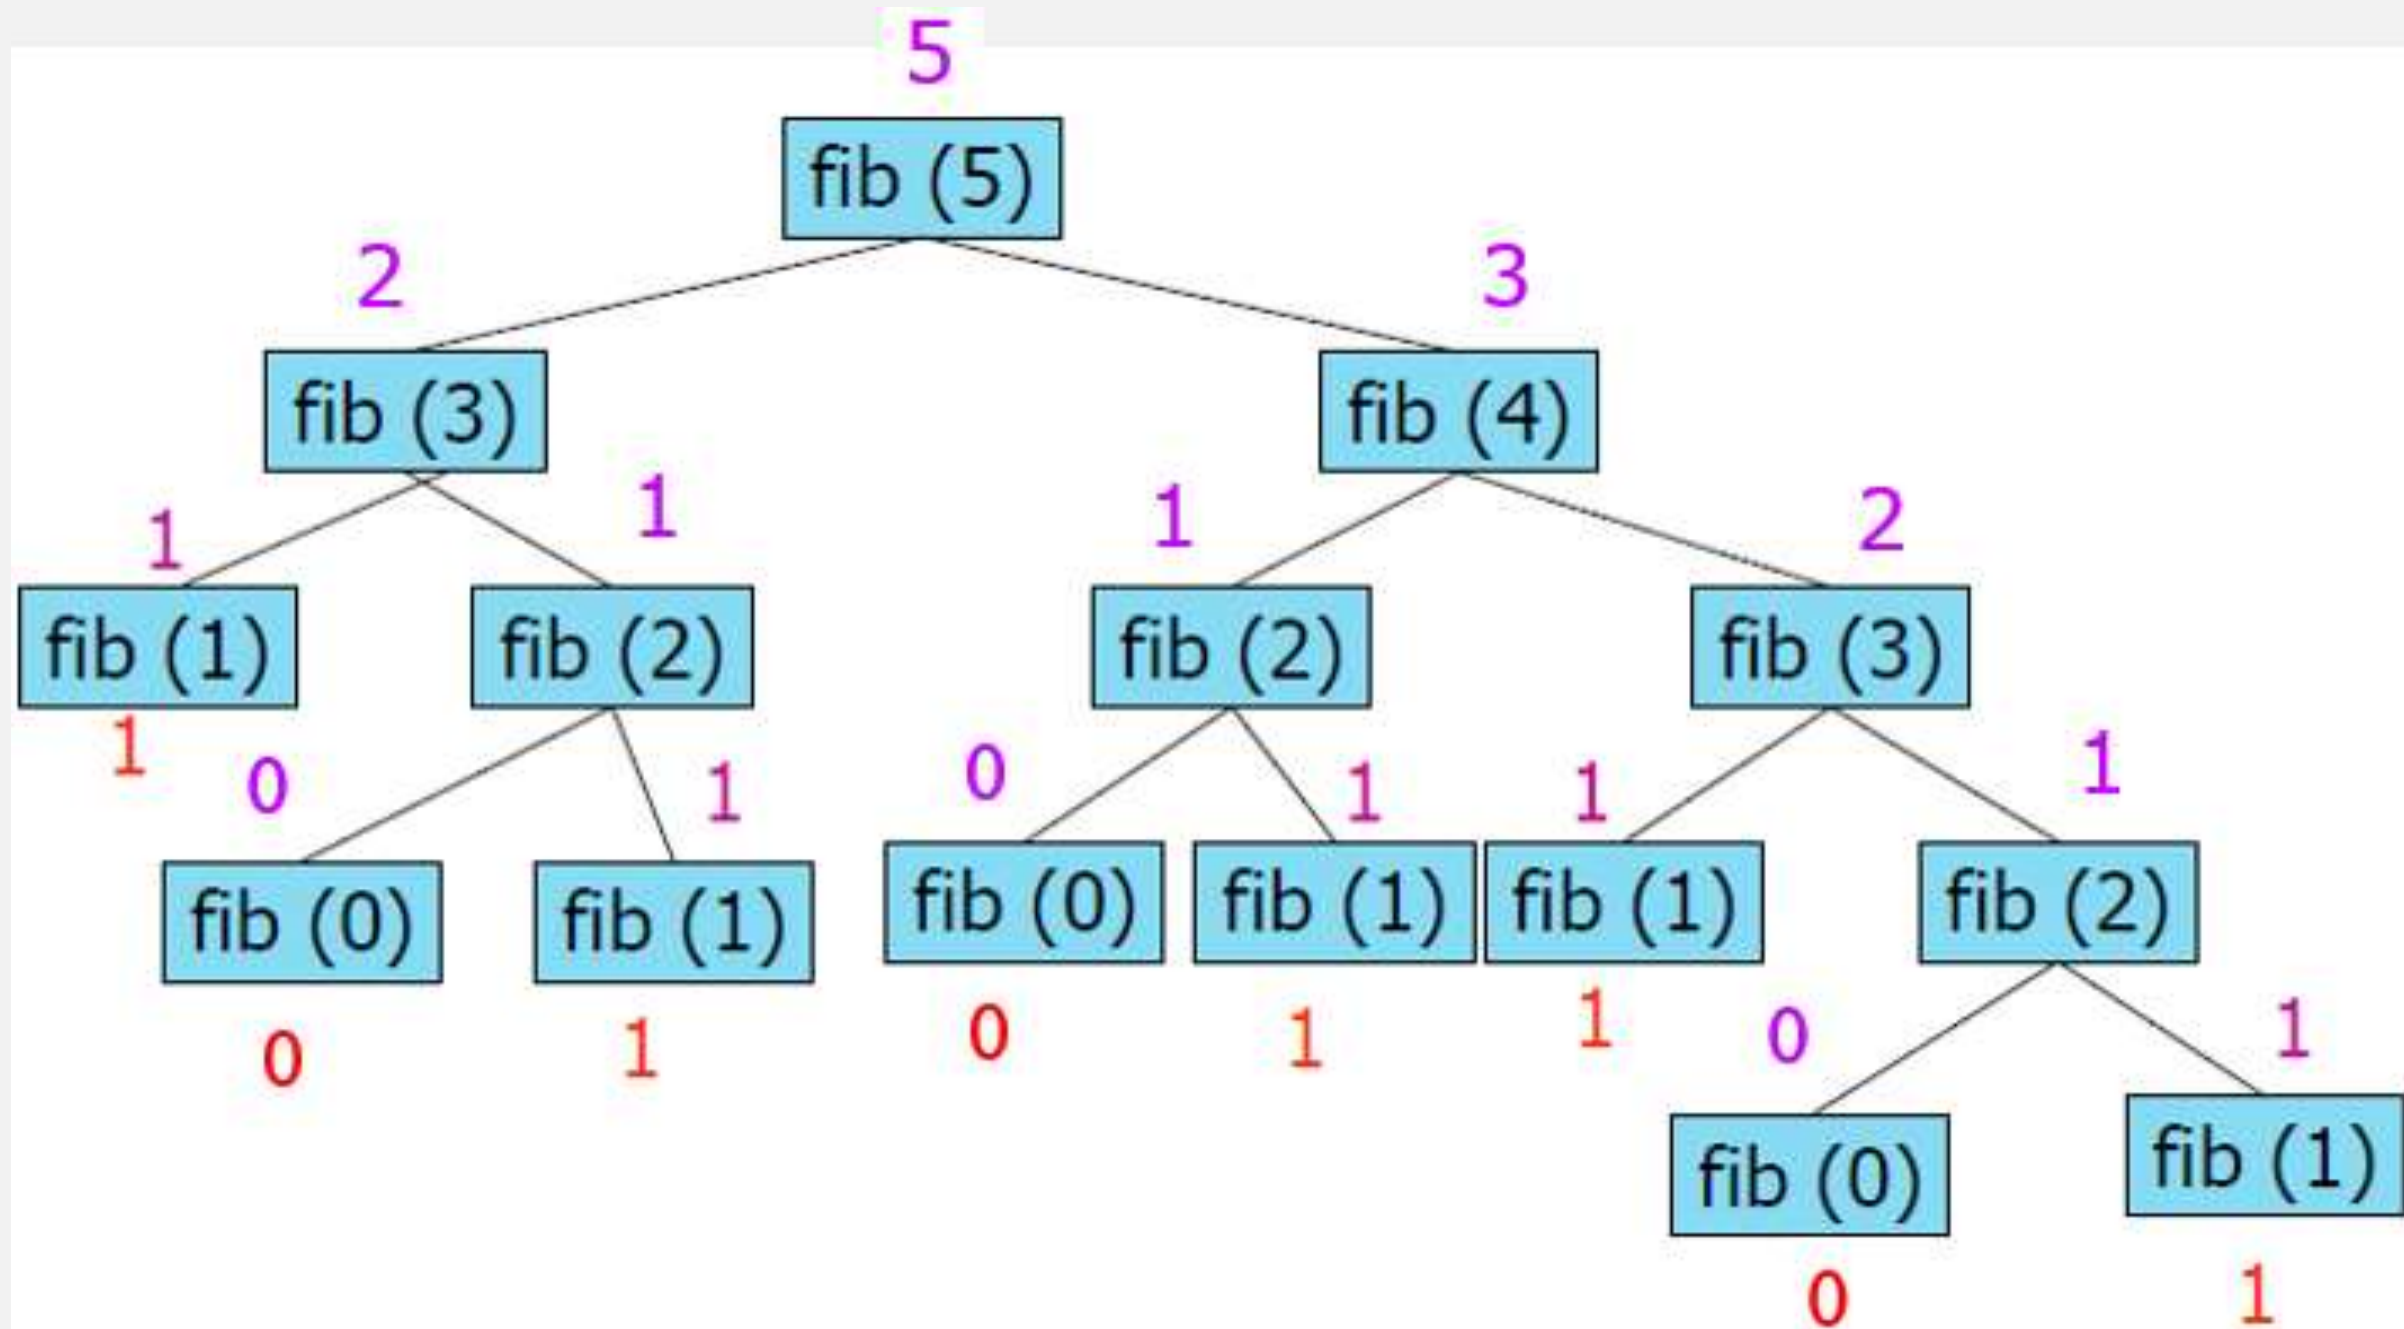 5
fib (5)
2 3
fib (3) fib (4)
1 1 1 2
fib (1) fib (2) fib (2) fib (3)
1 0 1 0 1 1 1
fib (0) fib (1) fib (0) fib (1) fib (1) fib (2)
0 1 0 1 1 0 1
fib (0) fib (1)
0 1